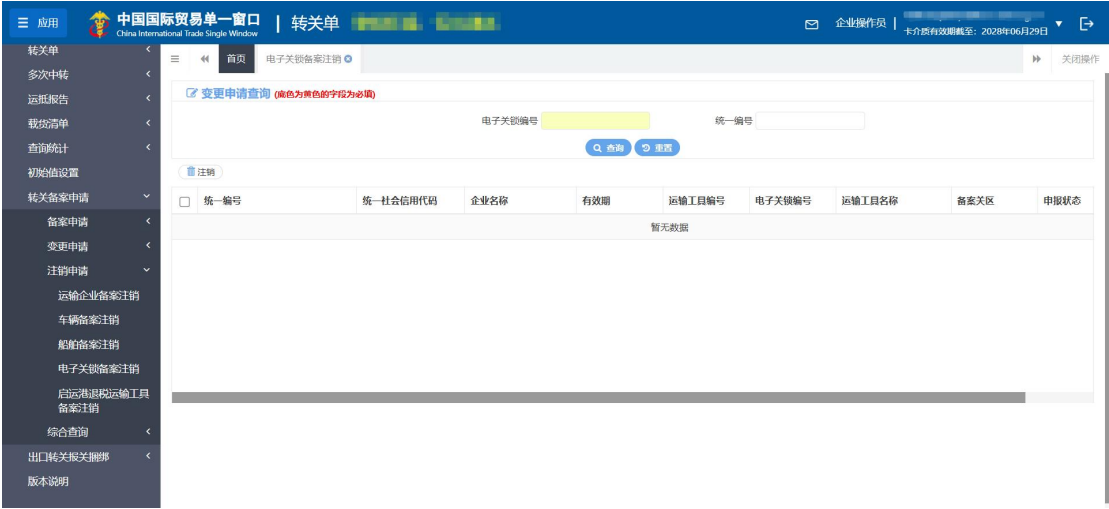 应用
中国国际贸易单一窗口
China International Trade Single Window
转关单
企业操作员
卡介质有效期截至：2028年06月29日
转关单
多次中转
运抵报告
载货清单
查询统计
初始值设置
转关备案申请
备案申请
变更申请
注销申请
运输企业备案注销
车辆备案注销
船舶备案注销
电子关锁备案注销
启运港退税运输工具
备案注销
综合查询
出口转关报关捆绑
版本说明
首页
电子关锁备案注销
关闭操作
变更申请查询 (底色为黄色的字段为必填)
电子关锁编号
统一编号
查询
重置
注销
统一编号 统一社会信用代码 企业名称 有效期 运输工具编号 电子关锁编号 运输工具名称 备案关区 申报状态
暂无数据